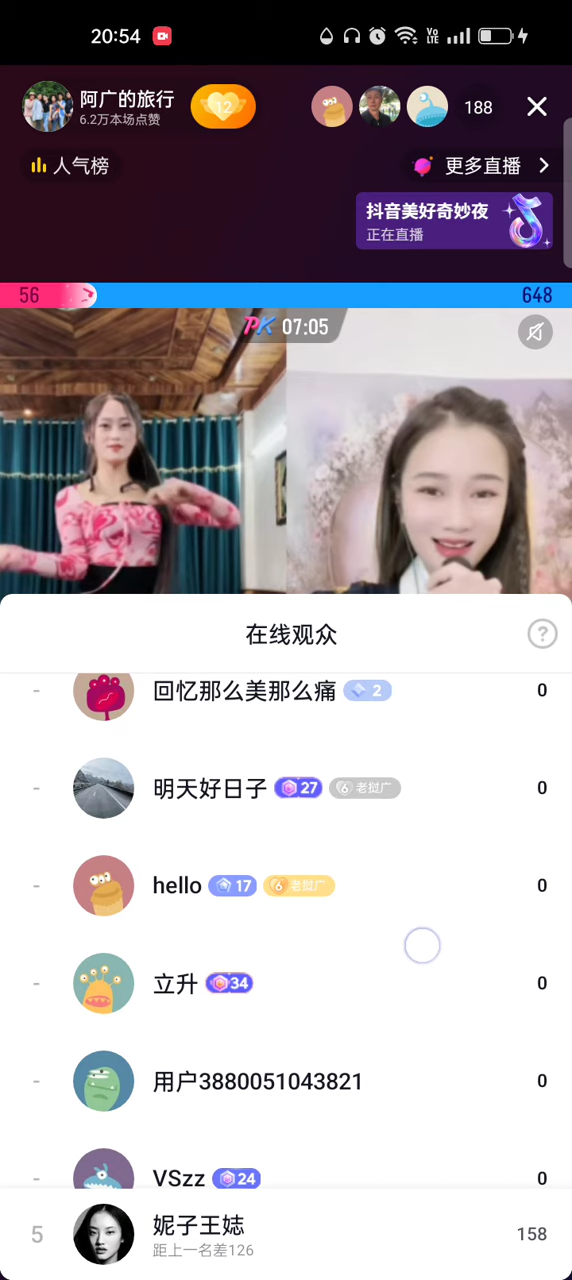 20:54
Vo LTE
阿广的旅行
6.2万本场点赞
12
188
人气榜
更多直播
抖音美好奇妙夜
正在直播
56
648
PK 07:05
在线观众
?
- 回忆那么美那么痛 2 0
- 明天好日子 27 6 老挝广 0
- hello 17 6 老挝广 0
- 立升 34 0
- 用户3880051043821 0
- VSzz 24 0
5 妮子王娡 158
距上一名差126